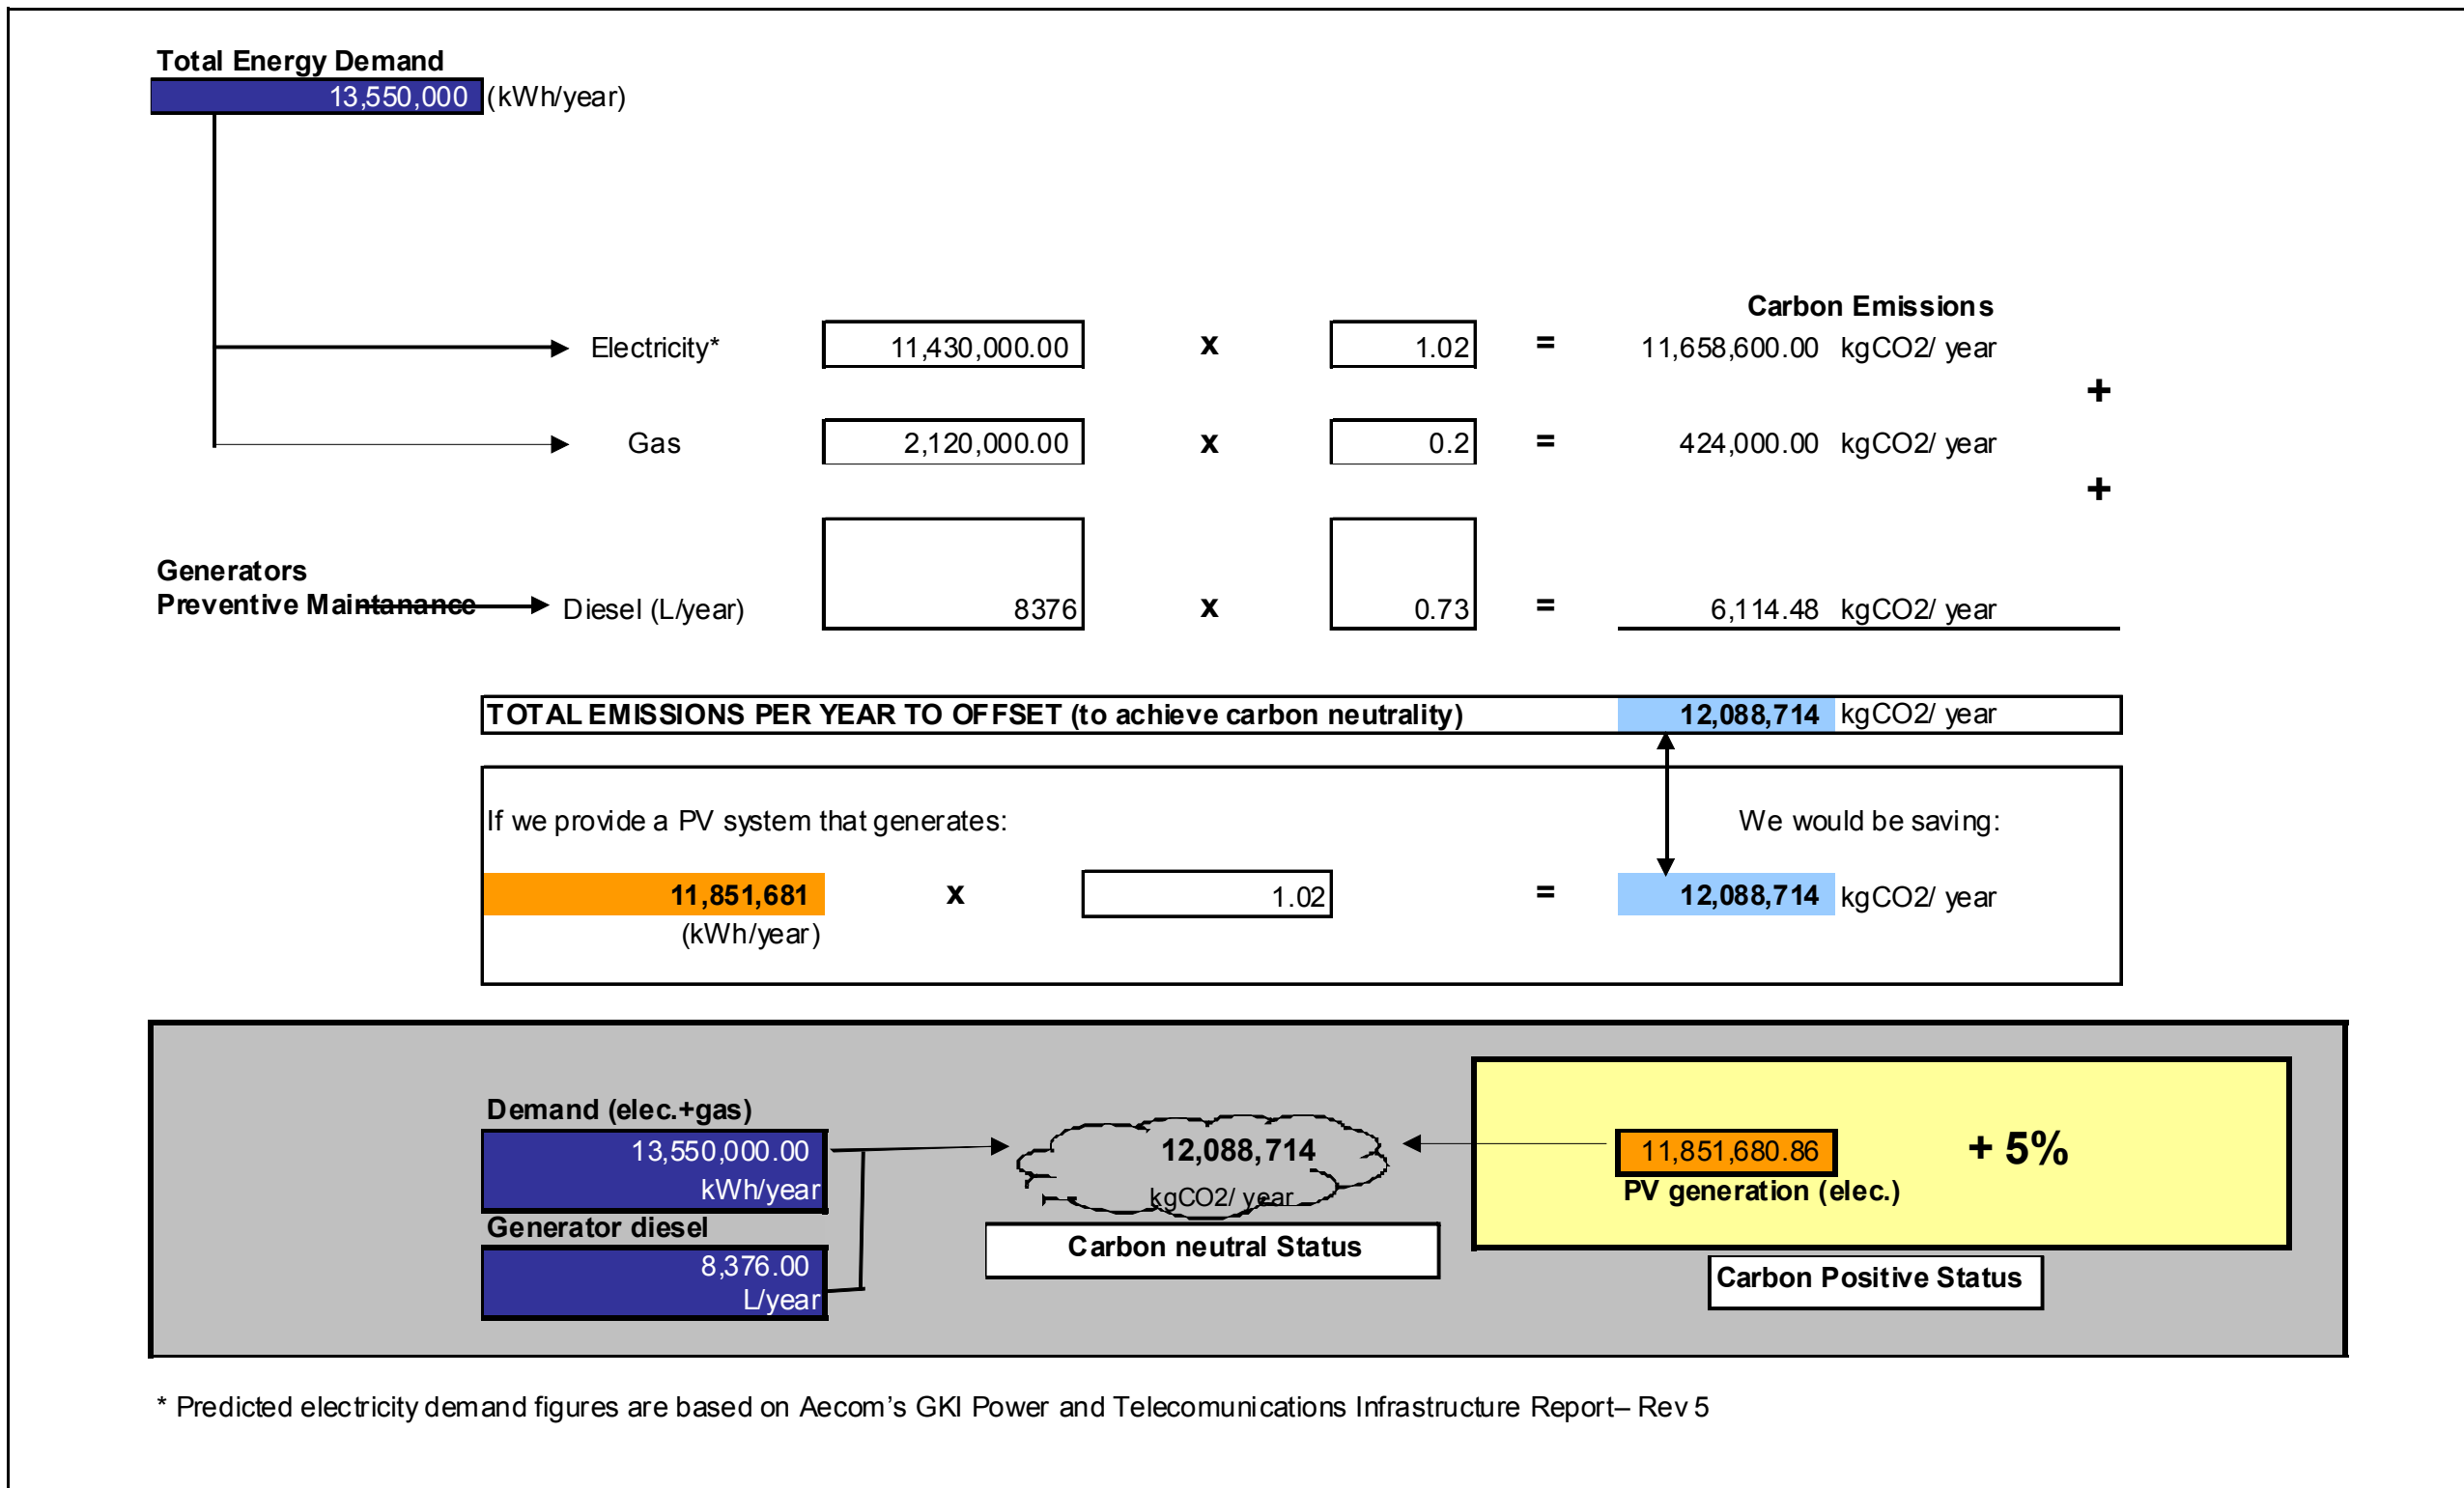 Total Energy Demand
13,550,000 (kWh/year)
Carbon Emissions
Electricity* 11,430,000.00 x 1.02 = 11,658,600.00 kgCO2/ year
+
Gas 2,120,000.00 x 0.2 = 424,000.00 kgCO2/ year
+
Generators
Preventive Maintanance Diesel (L/year) 8376 x 0.73 = 6,114.48 kgCO2/ year
TOTAL EMISSIONS PER YEAR TO OFFSET (to achieve carbon neutrality) 12,088,714 kgCO2/ year
If we provide a PV system that generates: We would be saving:
11,851,681 x 1.02 = 12,088,714 kgCO2/ year
(kWh/year)
Demand (elec.+gas)
13,550,000.00
kWh/year
Generator diesel
8,376.00
L/year
12,088,714
kgCO2/ year
Carbon neutral Status
11,851,680.86 + 5%
PV generation (elec.)
Carbon Positive Status
* Predicted electricity demand figures are based on Aecom’s GKI Power and Telecomunications Infrastructure Report– Rev 5